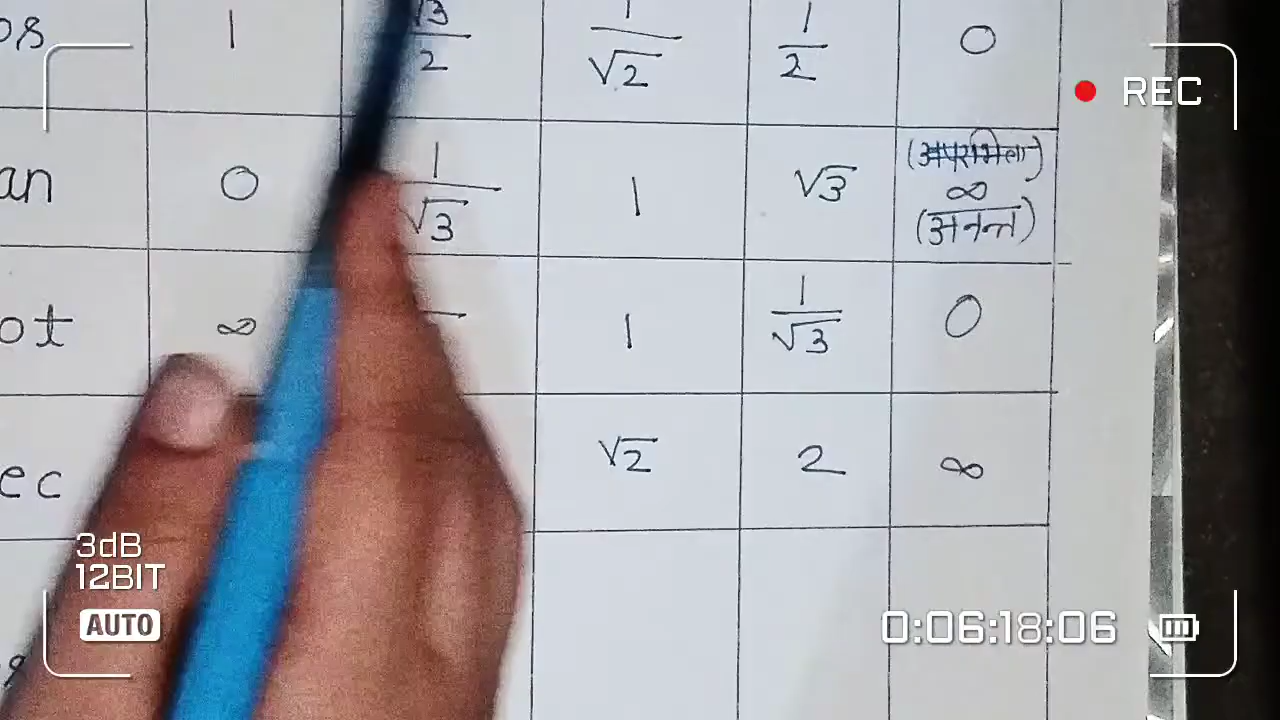 os 1 √3/2 1/√2 1/2 0
REC
an 0 1/√3 1 √3 (अपरिमित) ∞ (अनन्त)
ot ∞ 1 1/√3 0
ec √2 2 ∞
3dB
12BIT
AUTO
0:06:18:06